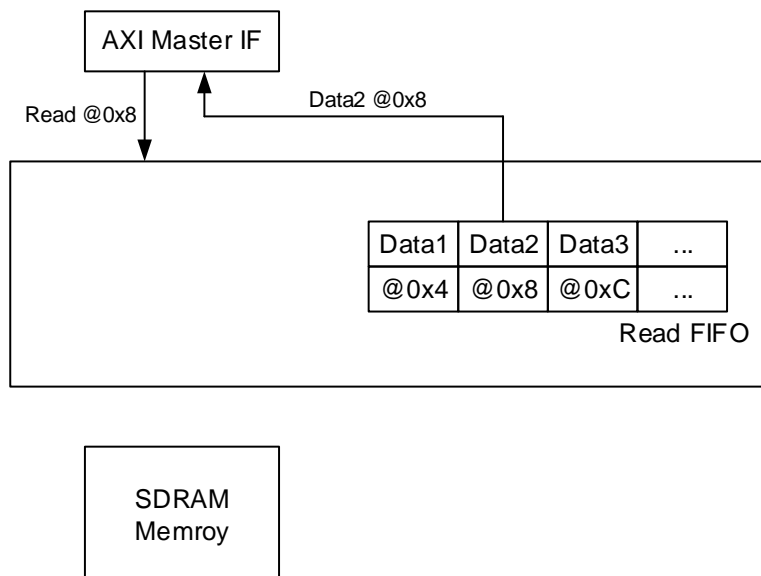 AXI Master IF
Read @0x8
Data2 @0x8
Data1 Data2 Data3 ...
@0x4 @0x8 @0xC ...
Read FIFO
SDRAM
Memroy